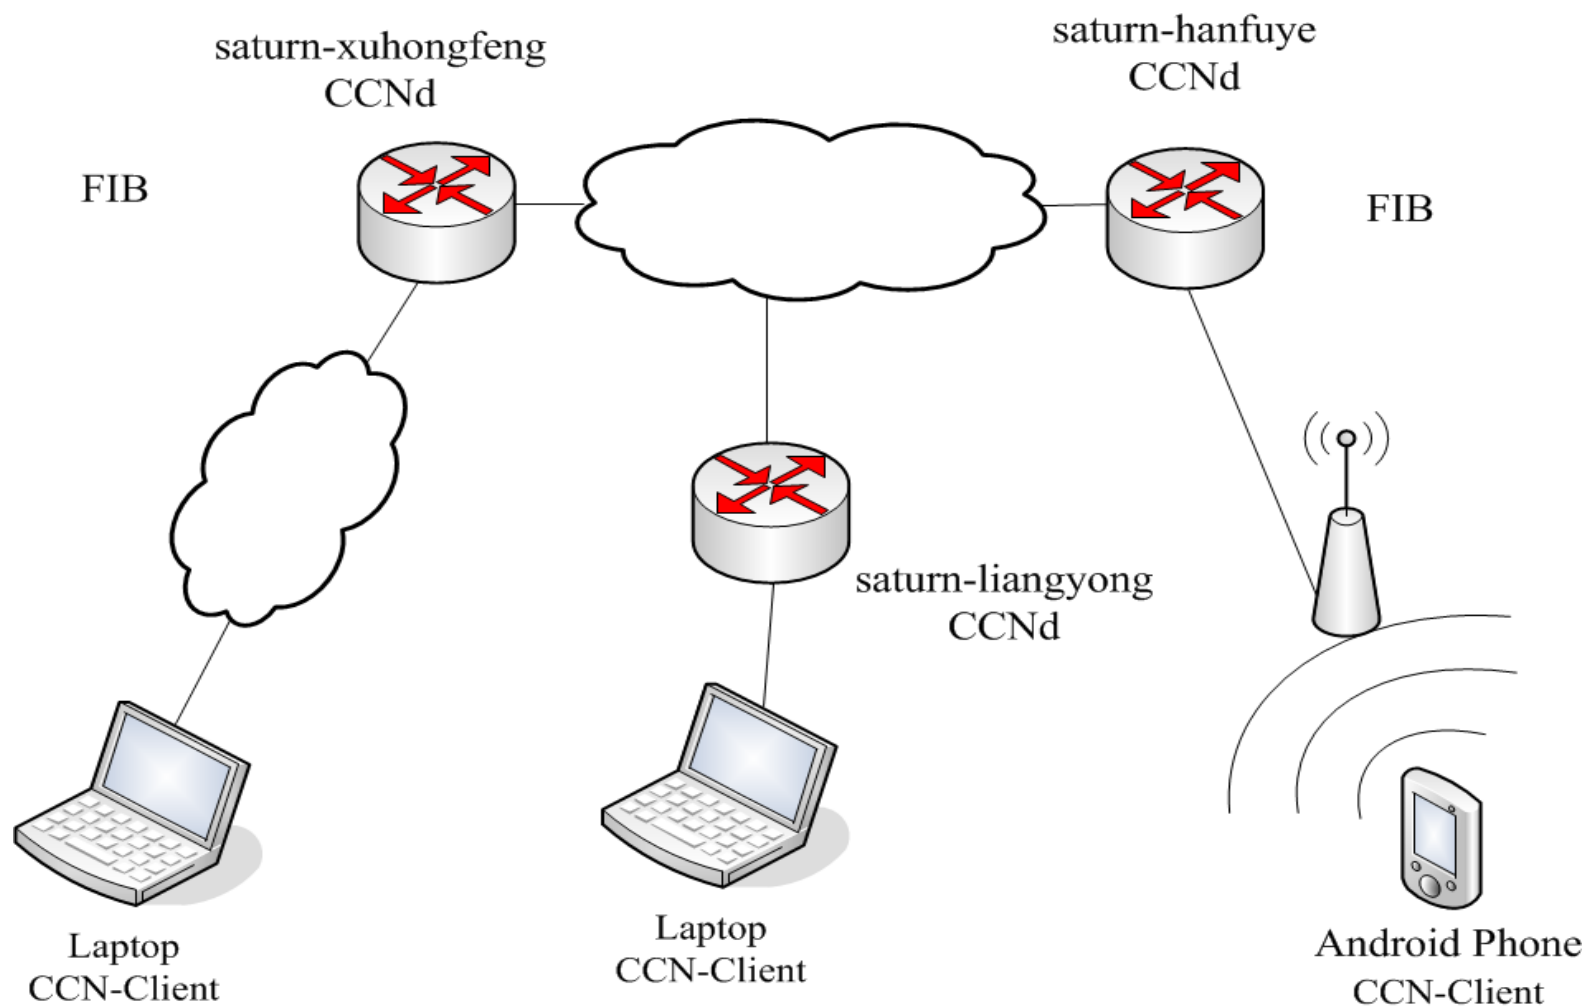 saturn-xuhongfeng
CCNd
saturn-hanfuye
CCNd
FIB
FIB
saturn-liangyong
CCNd
Laptop
CCN-Client
Laptop
CCN-Client
Android Phone
CCN-Client